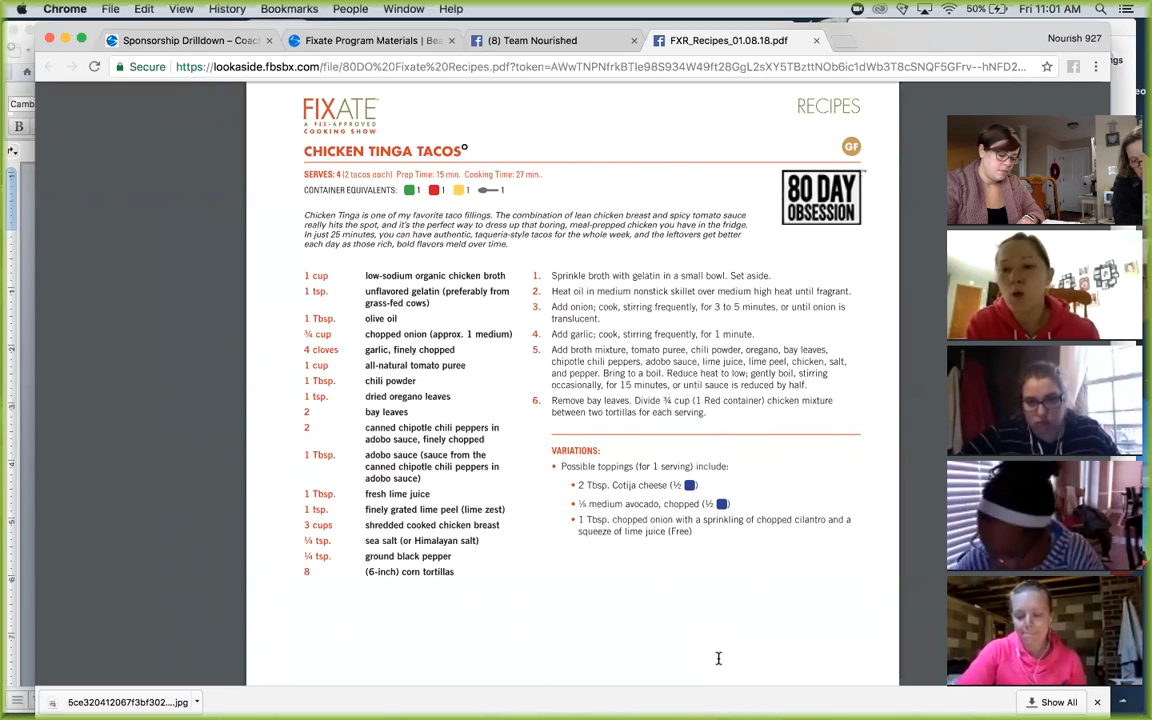 Chrome File Edit View History Bookmarks People Window Help 50% Fri 11:01 AM
Sponsorship Drilldown – Coac Fixate Program Materials | Bea (8) Team Nourished FXR_Recipes_01.08.18.pdf Nourish 927
Secure https://lookaside.fbsbx.com/file/80DO%20Fixate%20Recipes.pdf?token=AWwTNPNfrkBTle98S934W49ft28GgL2sXY5TBzttNOb6ic1dWb3T8cSNQF5GFrv--hNFD2...
Camb
B
FIXATE
A FIX-APPROVED
COOKING SHOW
RECIPES
CHICKEN TINGA TACOS°
GF
SERVES: 4 (2 tacos each) Prep Time: 15 min. Cooking Time: 27 min..
CONTAINER EQUIVALENTS: 1 1 1 1
80 DAY
OBSESSION
Chicken Tinga is one of my favorite taco fillings. The combination of lean chicken breast and spicy tomato sauce
really hits the spot, and it's the perfect way to dress up that boring, meal-prepped chicken you have in the fridge.
In just 25 minutes, you can have authentic, taqueria-style tacos for the whole week, and the leftovers get better
each day as those rich, bold flavors meld over time.
1 cup low-sodium organic chicken broth
1 tsp. unflavored gelatin (preferably from
grass-fed cows)
1 Tbsp. olive oil
¾ cup chopped onion (approx. 1 medium)
4 cloves garlic, finely chopped
1 cup all-natural tomato puree
1 Tbsp. chili powder
1 tsp. dried oregano leaves
2 bay leaves
2 canned chipotle chili peppers in
adobo sauce, finely chopped
1 Tbsp. adobo sauce (sauce from the
canned chipotle chili peppers in
adobo sauce)
1 Tbsp. fresh lime juice
1 tsp. finely grated lime peel (lime zest)
3 cups shredded cooked chicken breast
¼ tsp. sea salt (or Himalayan salt)
¼ tsp. ground black pepper
8 (6-inch) corn tortillas
1. Sprinkle broth with gelatin in a small bowl. Set aside.
2. Heat oil in medium nonstick skillet over medium high heat until fragrant.
3. Add onion; cook, stirring frequently, for 3 to 5 minutes, or until onion is
translucent.
4. Add garlic; cook, stirring frequently, for 1 minute.
5. Add broth mixture, tomato puree, chili powder, oregano, bay leaves,
chipotle chili peppers, adobo sauce, lime juice, lime peel, chicken, salt,
and pepper. Bring to a boil. Reduce heat to low; gently boil, stirring
occasionally, for 15 minutes, or until sauce is reduced by half.
6. Remove bay leaves. Divide ¾ cup (1 Red container) chicken mixture
between two tortillas for each serving.
VARIATIONS:
• Possible toppings (for 1 serving) include:
• 2 Tbsp. Cotija cheese (½ )
• ⅛ medium avocado, chopped (½ )
• 1 Tbsp. chopped onion with a sprinkling of chopped cilantro and a
squeeze of lime juice (Free)
5ce320412067f3bf302....jpg Show All